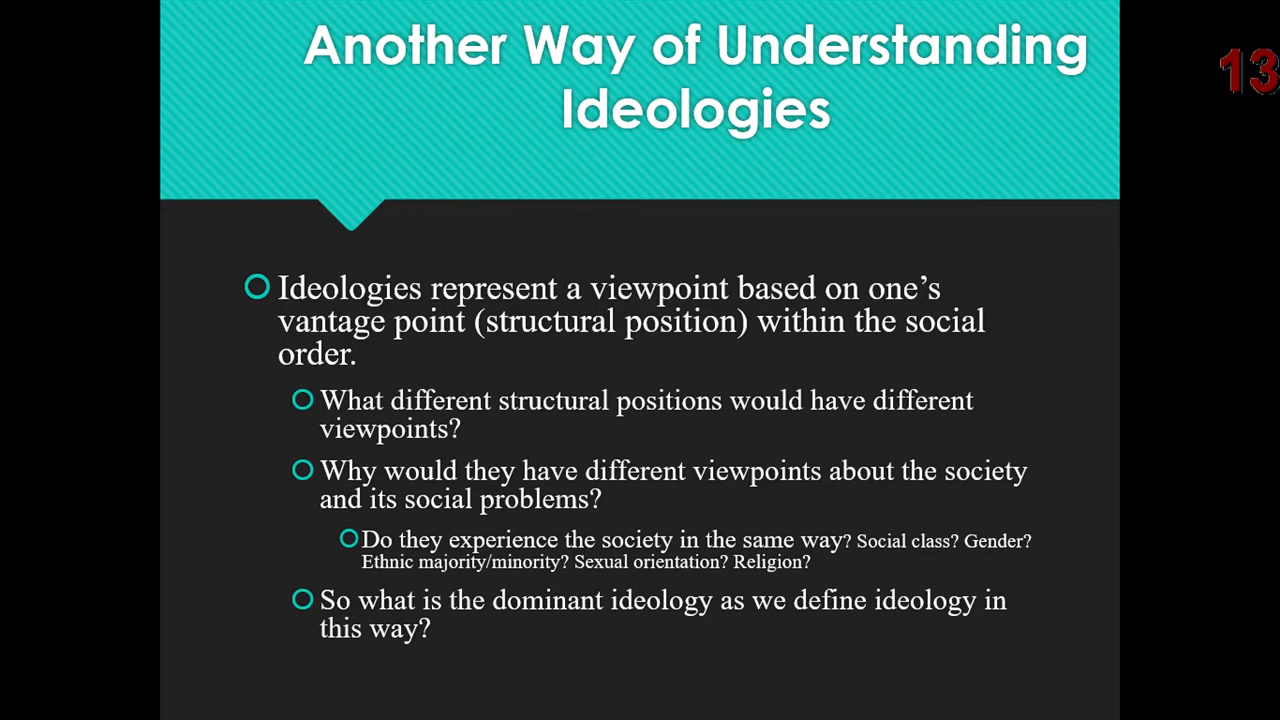 Another Way of Understanding
Ideologies
13
Ideologies represent a viewpoint based on one’s
vantage point (structural position) within the social
order.
What different structural positions would have different
viewpoints?
Why would they have different viewpoints about the society
and its social problems?
Do they experience the society in the same way? Social class? Gender?
Ethnic majority/minority? Sexual orientation? Religion?
So what is the dominant ideology as we define ideology in
this way?